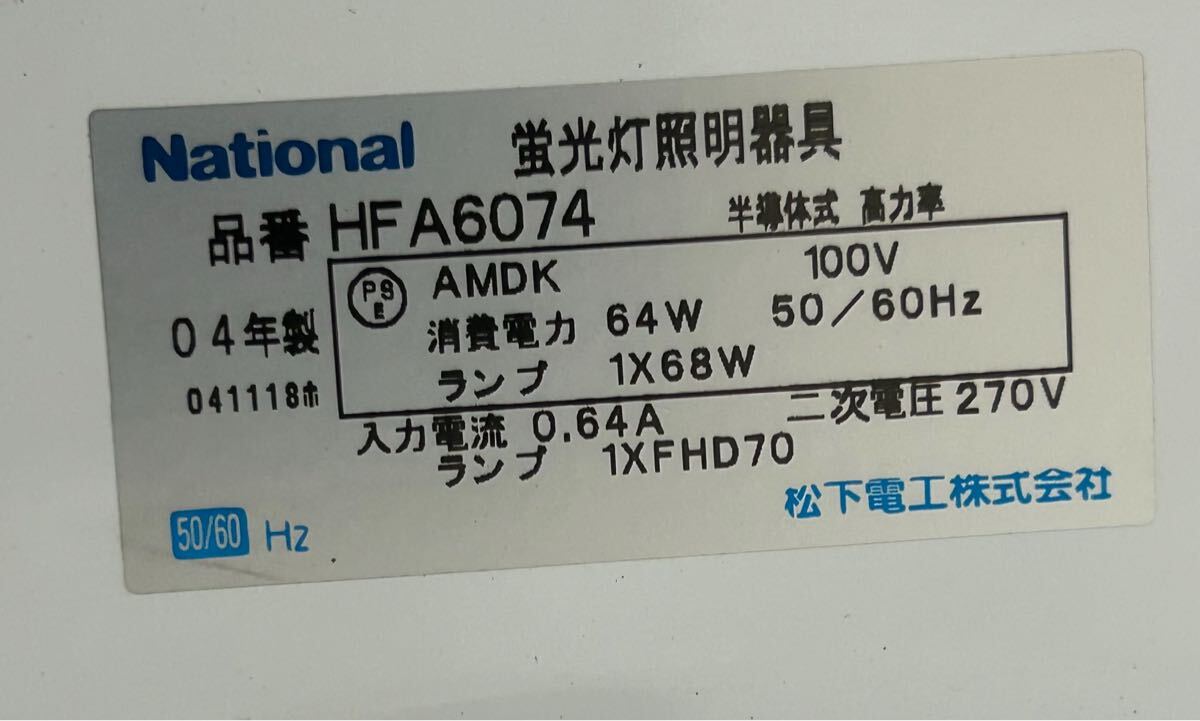 National 蛍光灯照明器具
品番 HFA6074 半導体式 高力率
PS E AMDK 100V
04年製 消費電力 64W 50/60Hz
041118ホ ランプ 1X68W
入力電流 0.64A 二次電圧 270V
ランプ 1XFHD70
松下電工株式会社
50/60 Hz